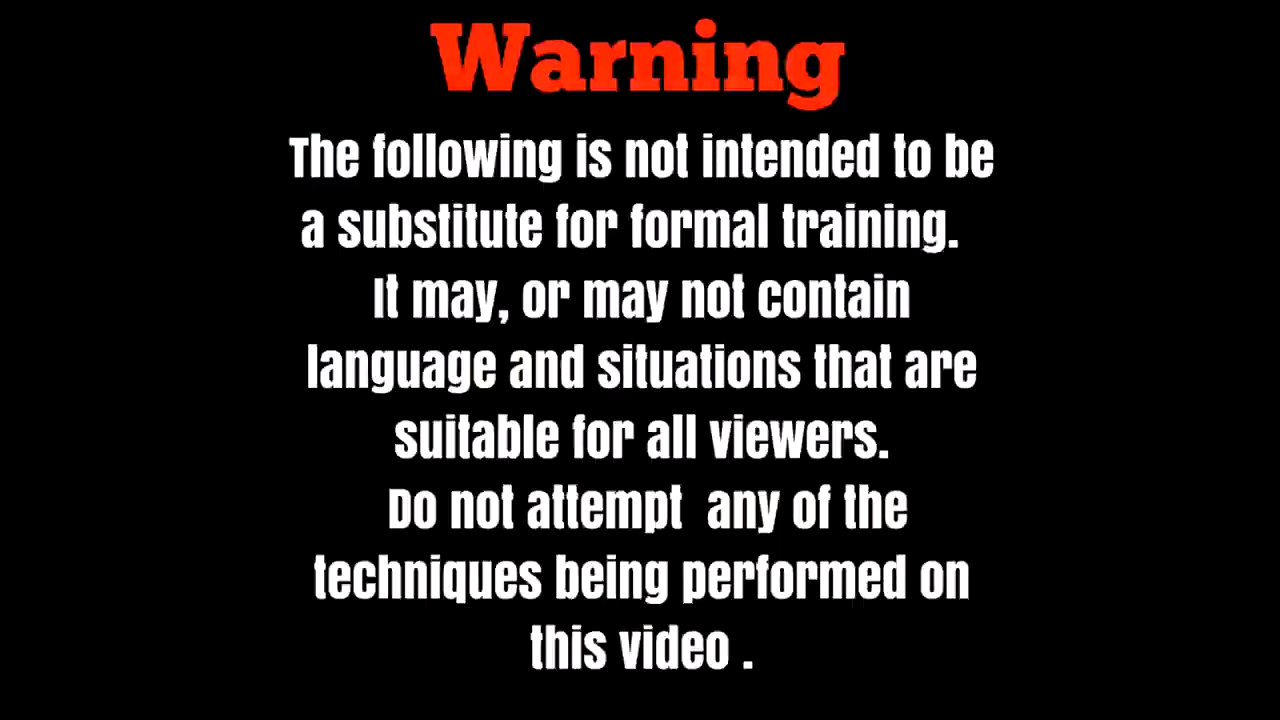 Warning
The following is not intended to be
a substitute for formal training.
It may, or may not contain
language and situations that are
suitable for all viewers.
Do not attempt  any of the
techniques being performed on
this video .